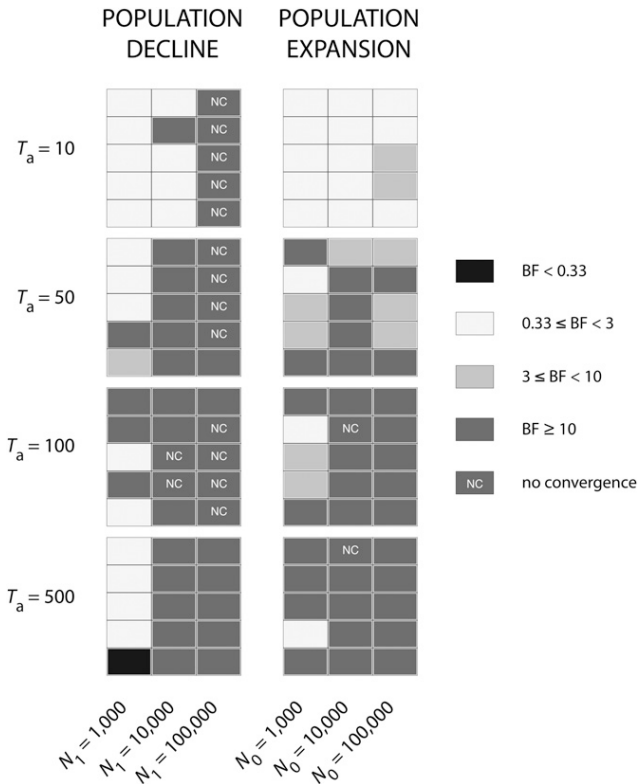 POPULATION DECLINE
POPULATION EXPANSION
Tₐ = 10
NC
NC
NC
NC
NC
Tₐ = 50
NC
NC
NC
NC
Tₐ = 100
NC
NC
NC NC
NC NC
NC
Tₐ = 500
NC
BF < 0.33
0.33 ≤ BF < 3
3 ≤ BF < 10
BF ≥ 10
NC no convergence
N₁ = 1,000
N₁ = 10,000
N₁ = 100,000
N₀ = 1,000
N₀ = 10,000
N₀ = 100,000